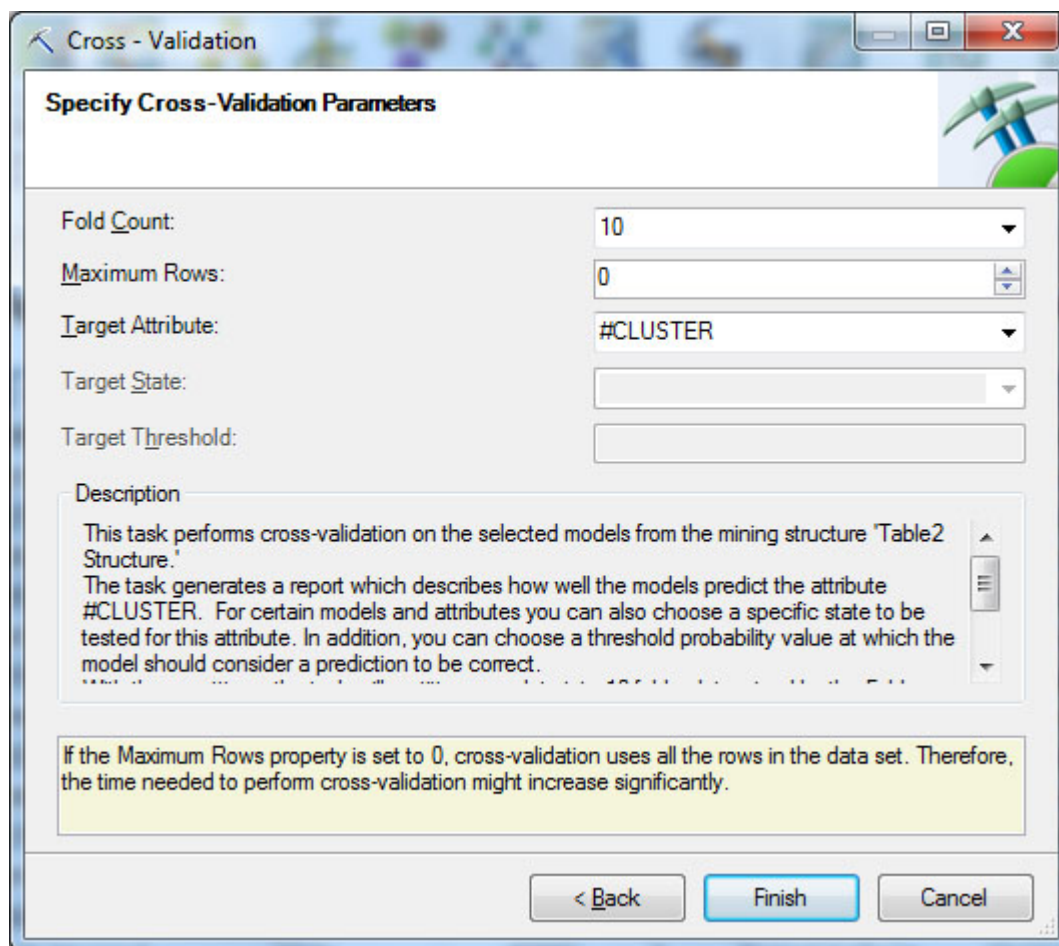 Cross - Validation
Specify Cross-Validation Parameters
Fold Count:
10
Maximum Rows:
0
Target Attribute:
#CLUSTER
Target State:
Target Threshold:
Description
This task performs cross-validation on the selected models from the mining structure "Table2
Structure."
The task generates a report which describes how well the models predict the attribute
#CLUSTER. For certain models and attributes you can also choose a specific state to be
tested for this attribute. In addition, you can choose a threshold probability value at which the
model should consider a prediction to be correct.
If the Maximum Rows property is set to 0, cross-validation uses all the rows in the data set. Therefore,
the time needed to perform cross-validation might increase significantly.
< Back
Finish
Cancel